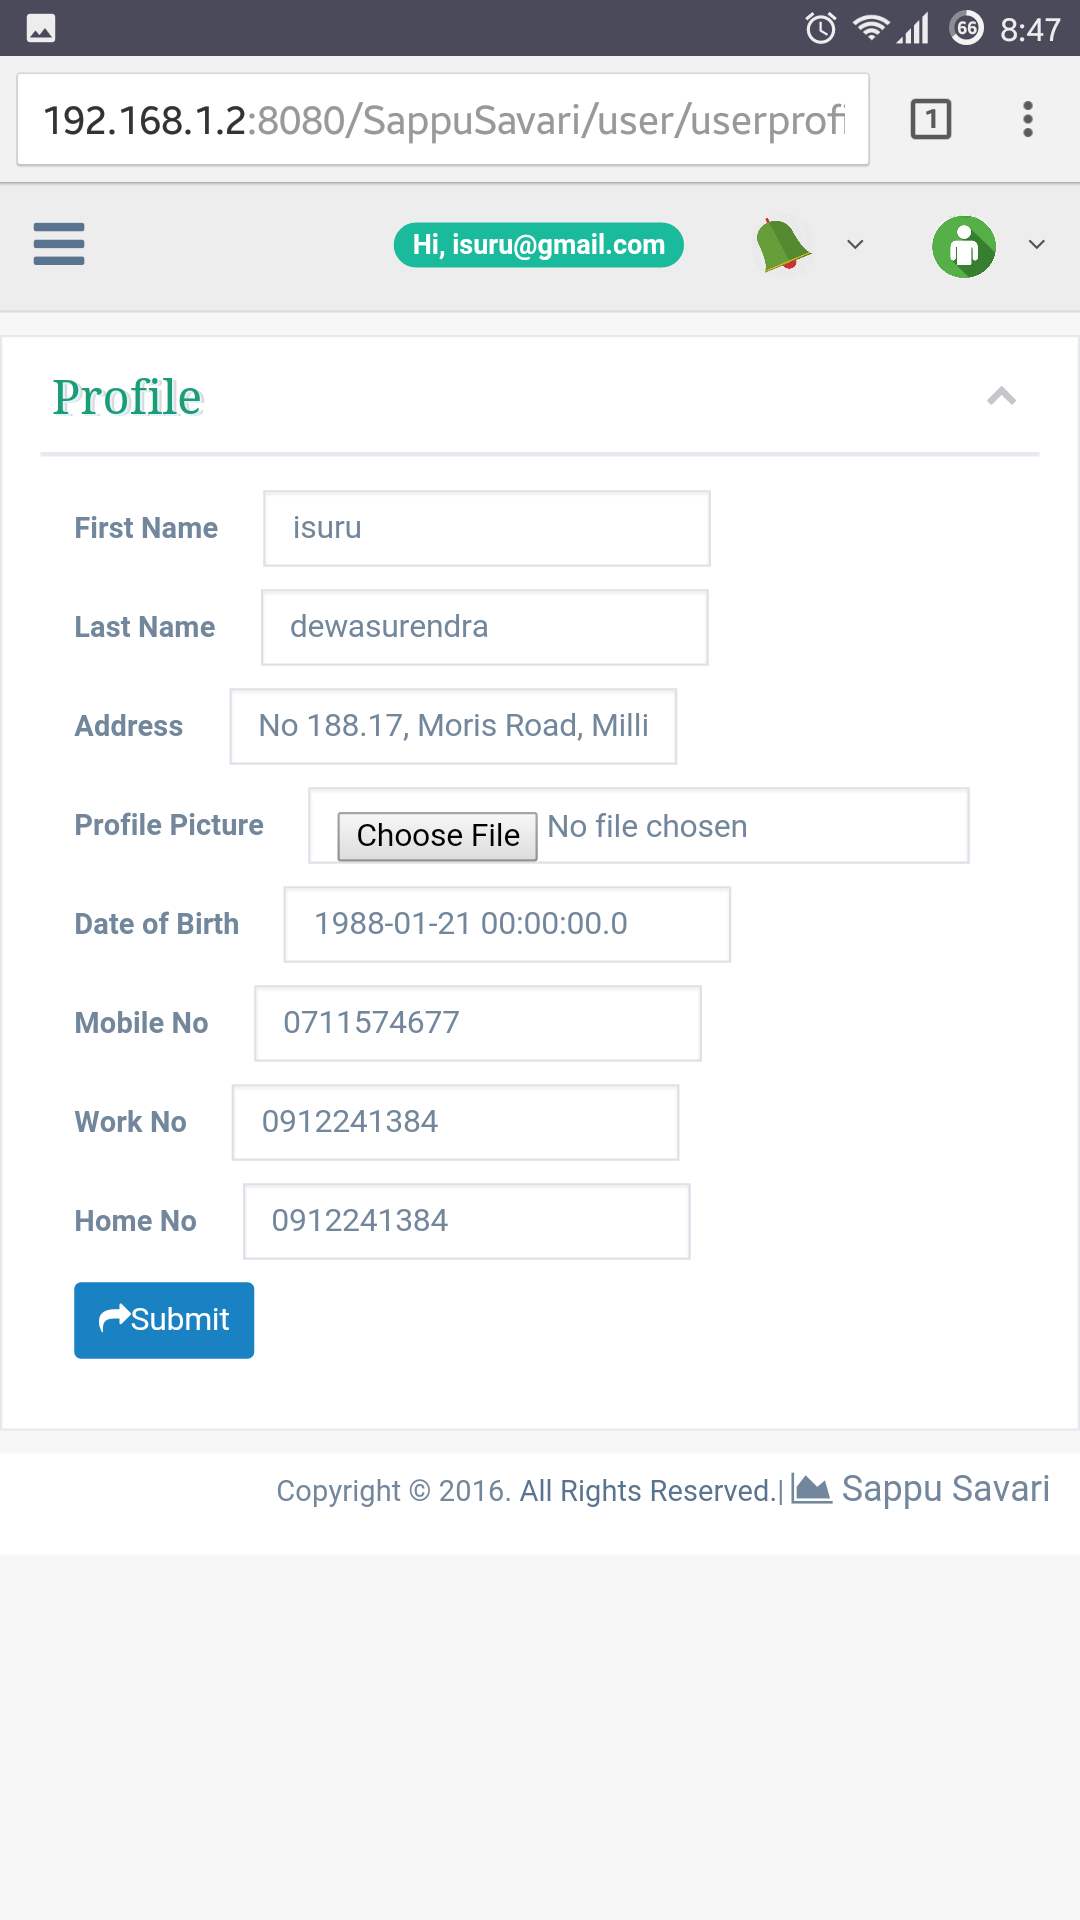 66 8:47
192.168.1.2:8080/SappuSavari/user/userprofi
1
Hi, isuru@gmail.com
Profile
First Name isuru
Last Name dewasurendra
Address No 188.17, Moris Road, Milli
Profile Picture Choose File No file chosen
Date of Birth 1988-01-21 00:00:00.0
Mobile No 0711574677
Work No 0912241384
Home No 0912241384
Submit
Copyright © 2016. All Rights Reserved.| Sappu Savari